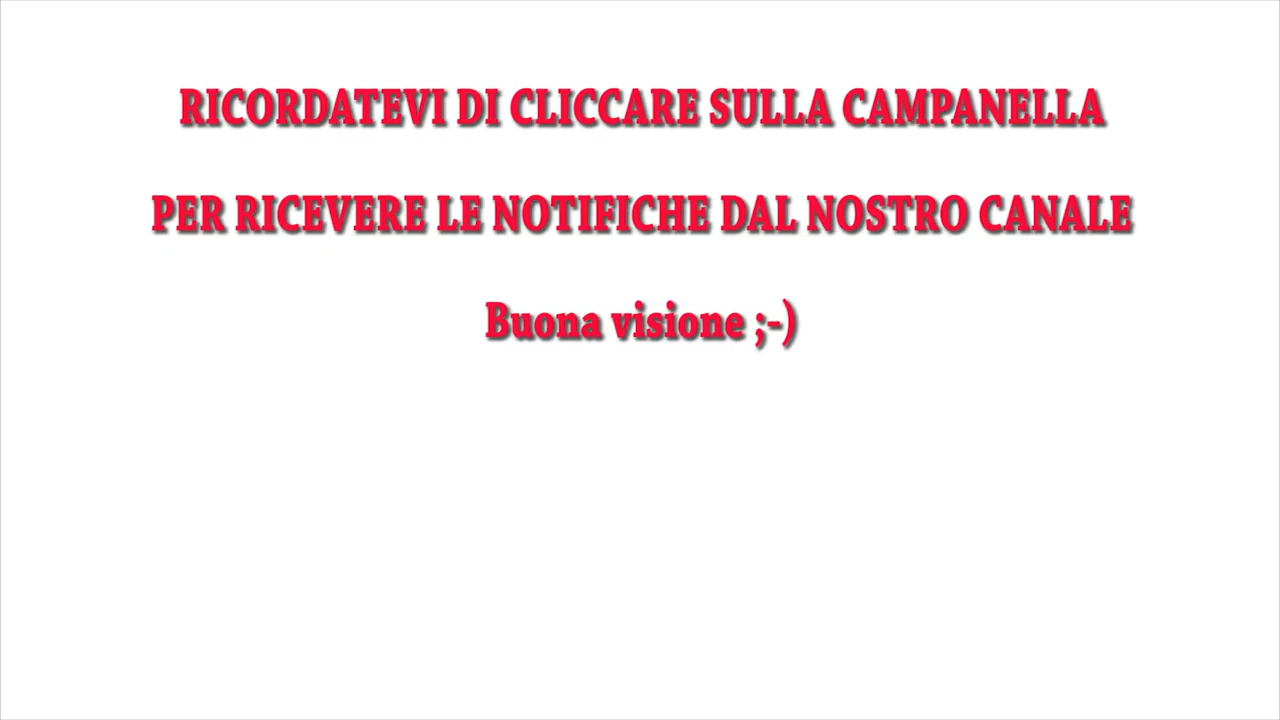 RICORDATEVI DI CLICCARE SULLA CAMPANELLA
PER RICEVERE LE NOTIFICHE DAL NOSTRO CANALE
Buona visione ;-)